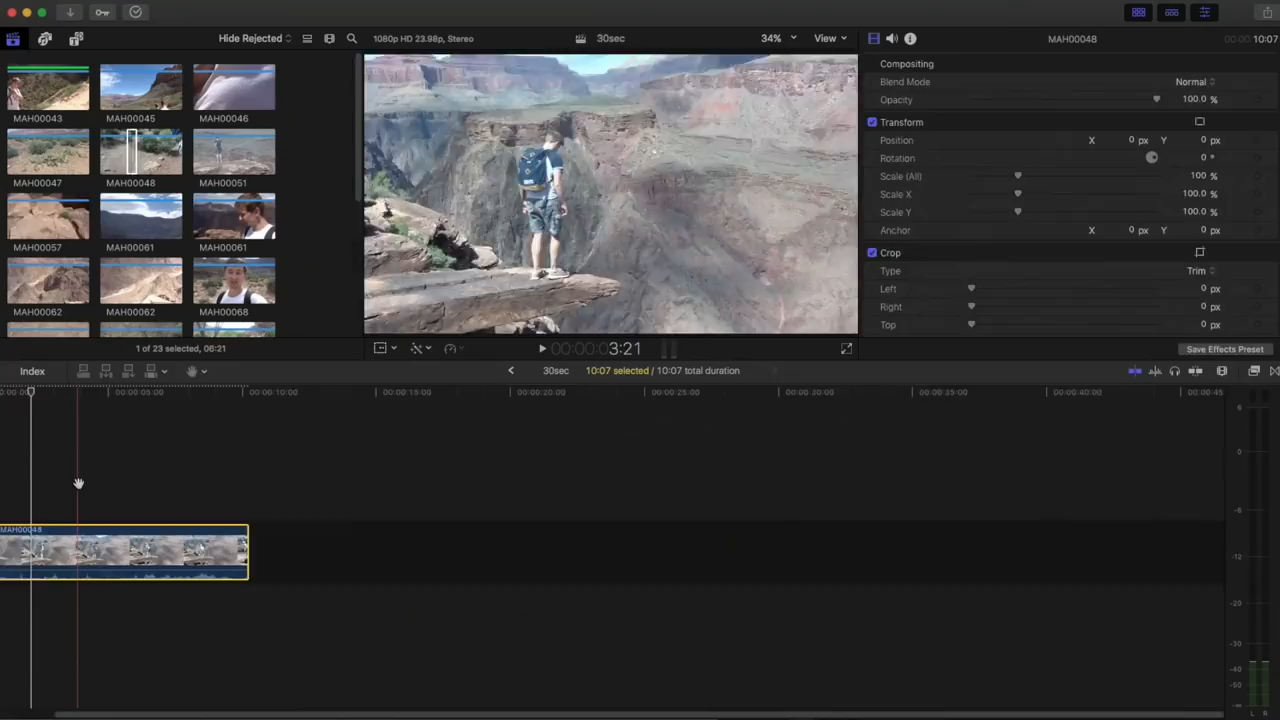 Hide Rejected
1080p HD 23.98p, Stereo
30sec
34%
View
MAH00048
00:00:10:07
MAH00043
MAH00045
MAH00046
MAH00047
MAH00048
MAH00051
MAH00057
MAH00061
MAH00061
MAH00062
MAH00062
MAH00068
1 of 23 selected, 06:21
00:00:00:03:21
Compositing
Blend Mode
Normal
Opacity
100.0 %
Transform
Position
X 0 px Y 0 px
Rotation
0 °
Scale (All)
100 %
Scale X
100.0 %
Scale Y
100.0 %
Anchor
X 0 px Y 0 px
Crop
Type
Trim
Left
0 px
Right
0 px
Top
0 px
Save Effects Preset
Index
30sec
10:07 selected / 10:07 total duration
00:00:05:00
00:00:10:00
00:00:15:00
00:00:20:00
00:00:25:00
00:00:30:00
00:00:35:00
00:00:40:00
00:00:45
6
0
-6
-12
-20
-30
-40
-50
-∞
L R